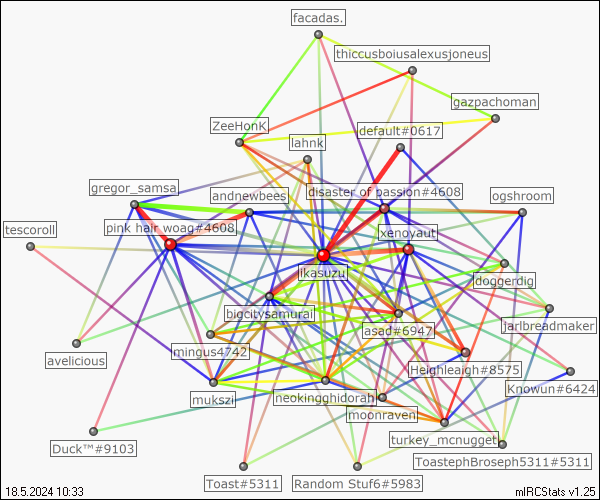 facadas.
thiccusboiusalexusjoneus
gazpachoman
ZeeHonK
default#0617
lahnk
gregor_samsa.
andnewbees
disaster of passion#4608
ogshroom
tescoroll
pink hair woag#4608
xenoyaut
ikasuzu
doggerdig
bigcitysamurai
asad#6947
Jarlbreadmaker
avelicious
mingus4742
Heighleaigh#8575
Knowun#6424
mukszi
neokingghidorah
moonraven
turkey_mcnugget
Duck™#9103
ToastephBroseph5311#5311
Toast#5311
Random Stuf6#5983
18.5.2024 10:33
mIRCStats v1.25